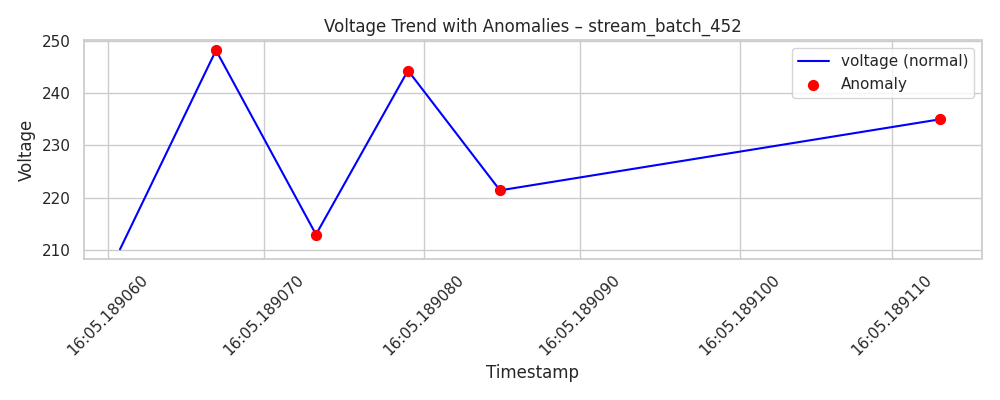 Voltage Trend with Anomalies – stream_batch_452
voltage (normal)
Anomaly
Voltage
250
240
230
220
210
16:05.189060
16:05.189070
16:05.189080
16:05.189090
16:05.189100
16:05.189110
Timestamp